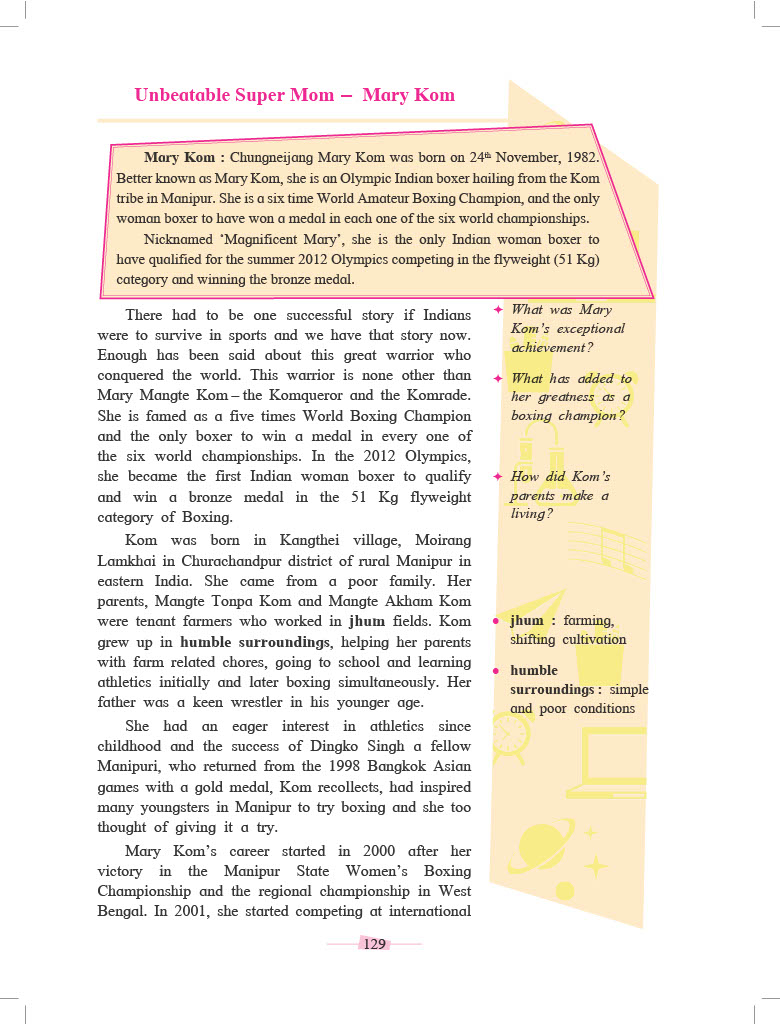 Unbeatable Super Mom – Mary Kom
Mary Kom : Chungneijang Mary Kom was born on 24th November, 1982.
Better known as Mary Kom, she is an Olympic Indian boxer hailing from the Kom
tribe in Manipur. She is a six time World Amateur Boxing Champion, and the only
woman boxer to have won a medal in each one of the six world championships.
Nicknamed ‘Magnificent Mary’, she is the only Indian woman boxer to
have qualified for the summer 2012 Olympics competing in the flyweight (51 Kg)
category and winning the bronze medal.
There had to be one successful story if Indians
were to survive in sports and we have that story now.
Enough has been said about this great warrior who
conquered the world. This warrior is none other than
Mary Mangte Kom – the Komqueror and the Komrade.
She is famed as a five times World Boxing Champion
and the only boxer to win a medal in every one of
the six world championships. In the 2012 Olympics,
she became the first Indian woman boxer to qualify
and win a bronze medal in the 51 Kg flyweight
category of Boxing.
Kom was born in Kangthei village, Moirang
Lamkhai in Churachandpur district of rural Manipur in
eastern India. She came from a poor family. Her
parents, Mangte Tonpa Kom and Mangte Akham Kom
were tenant farmers who worked in jhum fields. Kom
grew up in humble surroundings, helping her parents
with farm related chores, going to school and learning
athletics initially and later boxing simultaneously. Her
father was a keen wrestler in his younger age.
She had an eager interest in athletics since
childhood and the success of Dingko Singh a fellow
Manipuri, who returned from the 1998 Bangkok Asian
games with a gold medal, Kom recollects, had inspired
many youngsters in Manipur to try boxing and she too
thought of giving it a try.
Mary Kom’s career started in 2000 after her
victory in the Manipur State Women’s Boxing
Championship and the regional championship in West
Bengal. In 2001, she started competing at international
✦ What was Mary
Kom’s exceptional
achievement?
✦ What has added to
her greatness as a
boxing champion?
✦ How did Kom’s
parents make a
living?
● jhum : farming,
shifting cultivation
● humble
surroundings : simple
and poor conditions
129